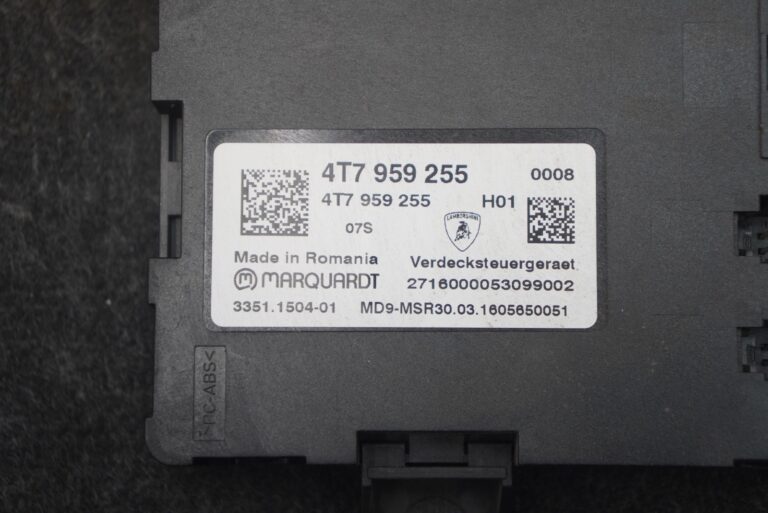 4T7 959 255 0008
4T7 959 255 H01
07S
LAMBORGHINI
Made in Romania Verdecksteuergeraet
M MARQUARDT 2716000053099002
3351.1504-01 MD9-MSR30.03.1605650051
>PC-ABS<